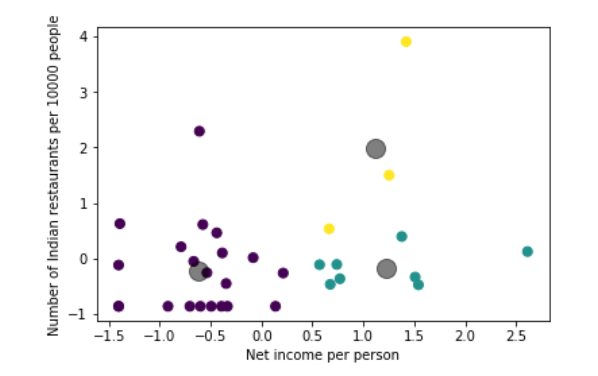 Number of Indian restaurants per 10000 people
4
3
2
1
0
−1
−1.5 −1.0 −0.5 0.0 0.5 1.0 1.5 2.0 2.5
Net income per person